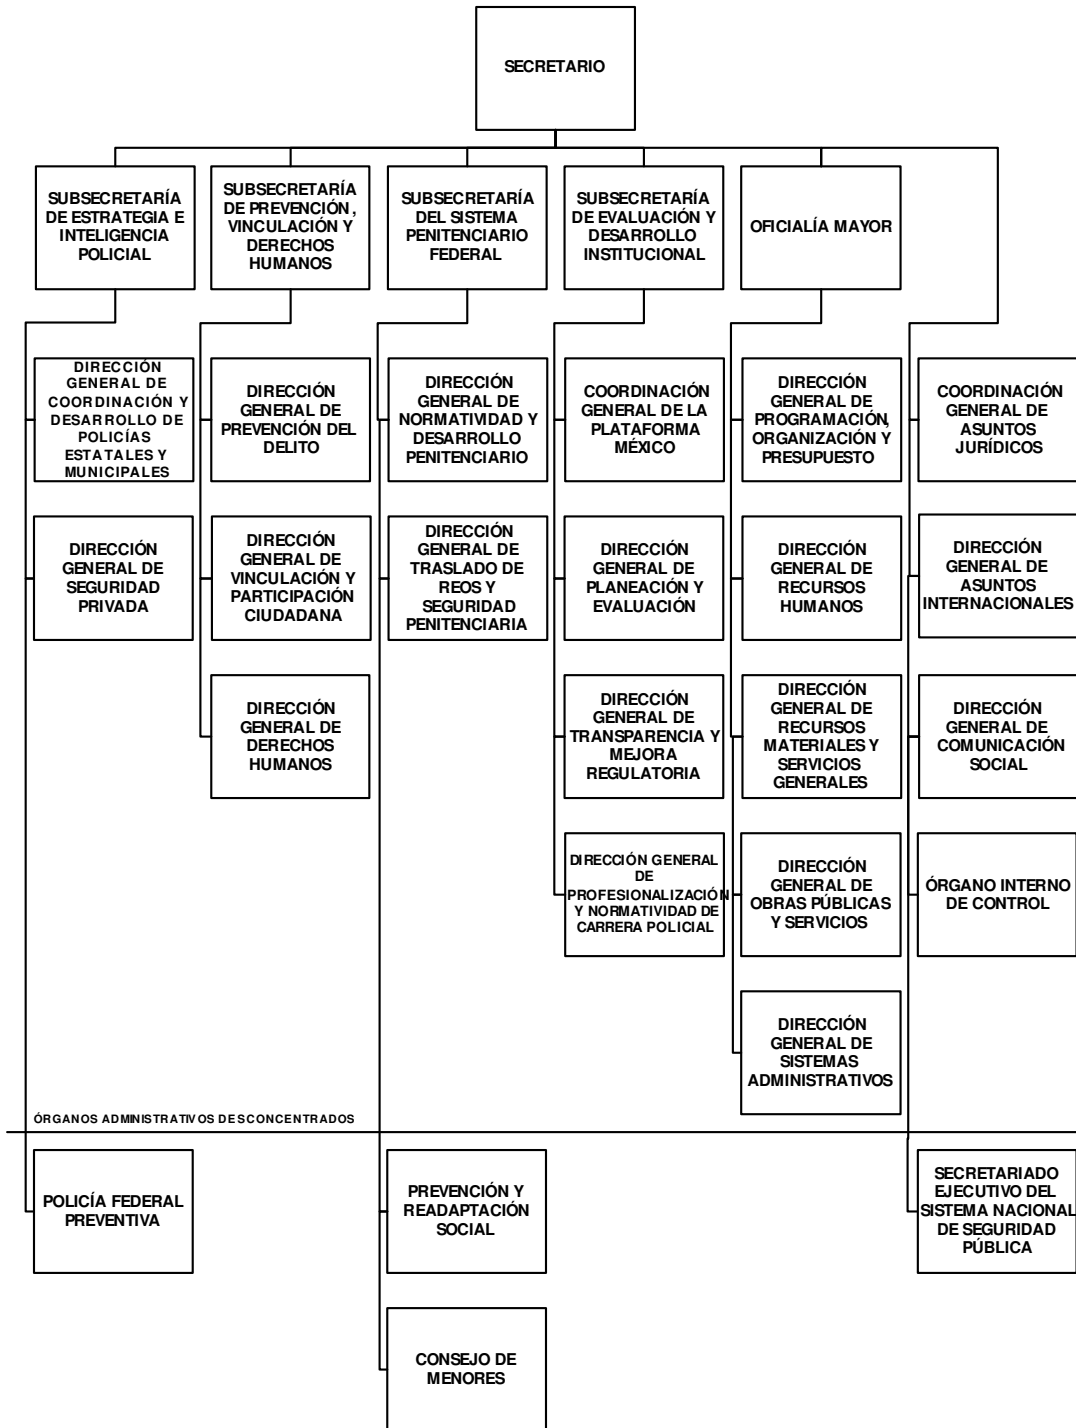 SECRETARIO
SUBSECRETARÍA
DE ESTRATEGIA E
INTELIGENCIA
POLICIAL
SUBSECRETARÍA
DE PREVENCIÓN,
VINCULACIÓN Y
DERECHOS
HUMANOS
SUBSECRETARÍA
DEL SISTEMA
PENITENCIARIO
FEDERAL
SUBSECRETARÍA
DE EVALUACIÓN Y
DESARROLLO
INSTITUCIONAL
OFICIALÍA MAYOR
DIRECCIÓN
GENERAL DE
COORDINACIÓN Y
DESARROLLO DE
POLICÍAS
ESTATALES Y
MUNICIPALES
DIRECCIÓN
GENERAL DE
PREVENCIÓN DEL
DELITO
DIRECCIÓN
GENERAL DE
NORMATIVIDAD Y
DESARROLLO
PENITENCIARIO
COORDINACIÓN
GENERAL DE LA
PLATAFORMA
MÉXICO
DIRECCIÓN
GENERAL DE
PROGRAMACIÓN,
ORGANIZACIÓN Y
PRESUPUESTO
COORDINACIÓN
GENERAL DE
ASUNTOS
JURÍDICOS
DIRECCIÓN
GENERAL DE
SEGURIDAD
PRIVADA
DIRECCIÓN
GENERAL DE
VINCULACIÓN Y
PARTICIPACIÓN
CIUDADANA
DIRECCIÓN
GENERAL DE
TRASLADO DE
REOS Y
SEGURIDAD
PENITENCIARIA
DIRECCIÓN
GENERAL DE
PLANEACIÓN Y
EVALUACIÓN
DIRECCIÓN
GENERAL DE
RECURSOS
HUMANOS
DIRECCIÓN
GENERAL DE
ASUNTOS
INTERNACIONALES
DIRECCIÓN
GENERAL DE
DERECHOS
HUMANOS
DIRECCIÓN
GENERAL DE
TRANSPARENCIA Y
MEJORA
REGULATORIA
DIRECCIÓN
GENERAL DE
RECURSOS
MATERIALES Y
SERVICIOS
GENERALES
DIRECCIÓN
GENERAL DE
COMUNICACIÓN
SOCIAL
DIRECCIÓN GENERAL
DE
PROFESIONALIZACIÓN
Y NORMATIVIDAD DE
CARRERA POLICIAL
DIRECCIÓN
GENERAL DE
OBRAS PÚBLICAS
Y SERVICIOS
ÓRGANO INTERNO
DE CONTROL
DIRECCIÓN
GENERAL DE
SISTEMAS
ADMINISTRATIVOS
ÓRGANOS ADMINISTRATIVOS DESCONCENTRADOS
POLICÍA FEDERAL
PREVENTIVA
PREVENCIÓN Y
READAPTACIÓN
SOCIAL
SECRETARIADO
EJECUTIVO DEL
SISTEMA NACIONAL
DE SEGURIDAD
PÚBLICA
CONSEJO DE
MENORES